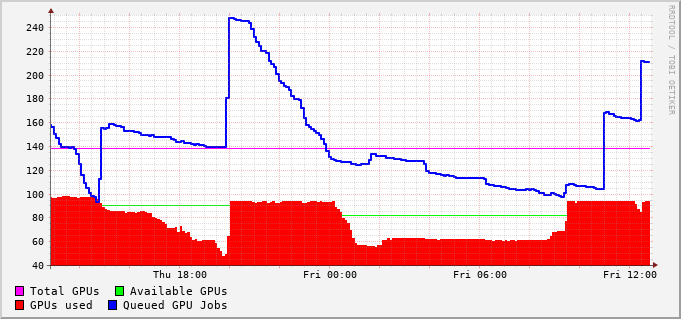 RRDTOOL / TOBI OETIKER
240
220
200
180
160
140
120
100
80
60
40
Thu 18:00 Fri 00:00 Fri 06:00 Fri 12:00
Total GPUs Available GPUs
GPUs used Queued GPU Jobs